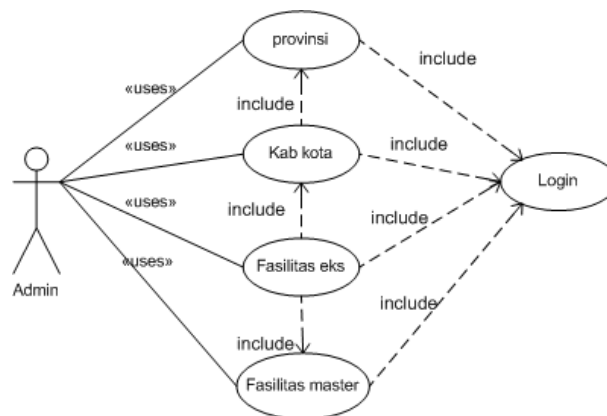 provinsi
include
«uses»
include
«uses»
Kab kota
include
Login
«uses»
include
include
Fasilitas eks
«uses»
Admin
include
include
Fasilitas master